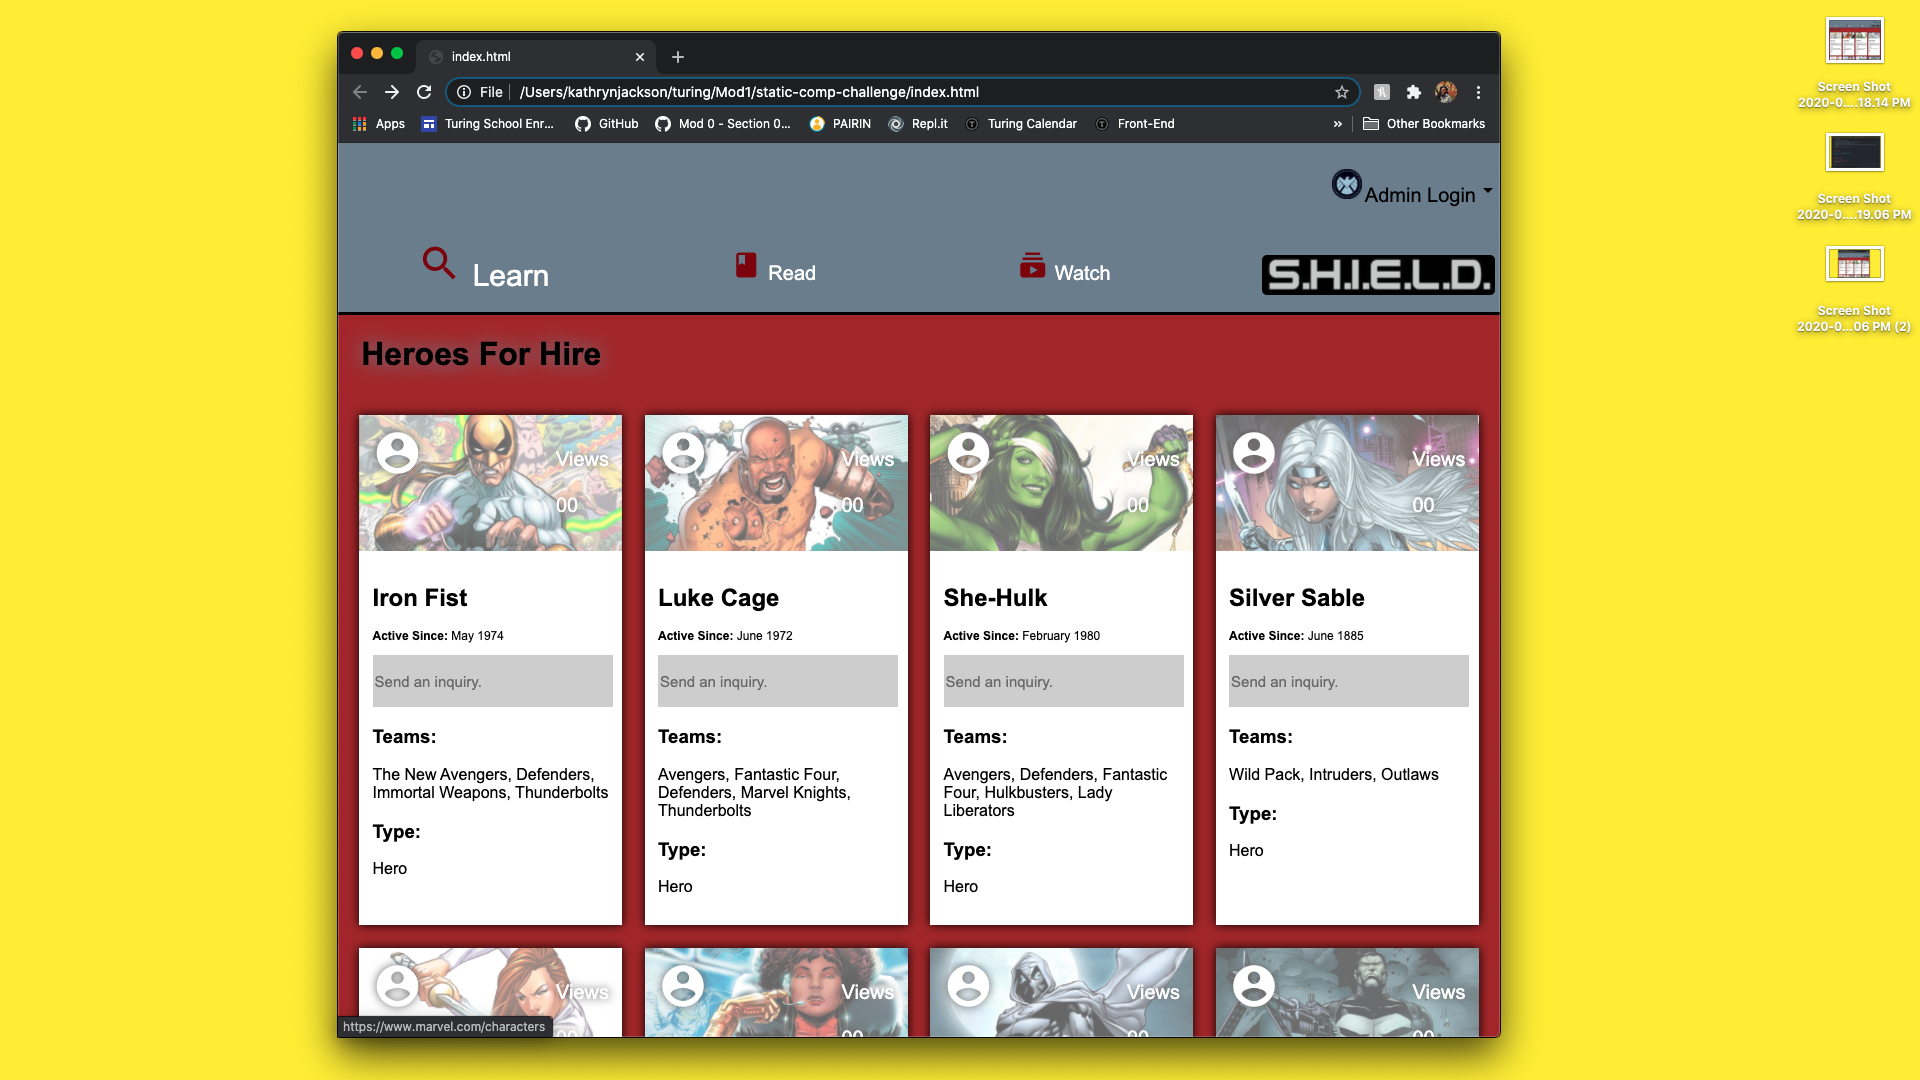 index.html
File /Users/kathrynjackson/turing/Mod1/static-comp-challenge/index.html
Apps Turing School Enr... GitHub Mod 0 - Section 0... PAIRIN Repl.it Turing Calendar Front-End » Other Bookmarks
Screen Shot
2020-0....18.14 PM
Screen Shot
2020-0....19.06 PM
Screen Shot
2020-0...06 PM (2)
Admin Login
Learn Read Watch S.H.I.E.L.D.
Heroes For Hire
Views Views Views Views
00 00 00 00
Iron Fist Luke Cage She-Hulk Silver Sable
Active Since: May 1974 Active Since: June 1972 Active Since: February 1980 Active Since: June 1885
Send an inquiry. Send an inquiry. Send an inquiry. Send an inquiry.
Teams: Teams: Teams: Teams:
The New Avengers, Defenders, Avengers, Fantastic Four, Avengers, Defenders, Fantastic Wild Pack, Intruders, Outlaws
Immortal Weapons, Thunderbolts Defenders, Marvel Knights, Four, Hulkbusters, Lady
Thunderbolts Liberators
Type: Type: Type: Type:
Hero Hero Hero Hero
Views Views Views Views
00 00 00 00
https://www.marvel.com/characters